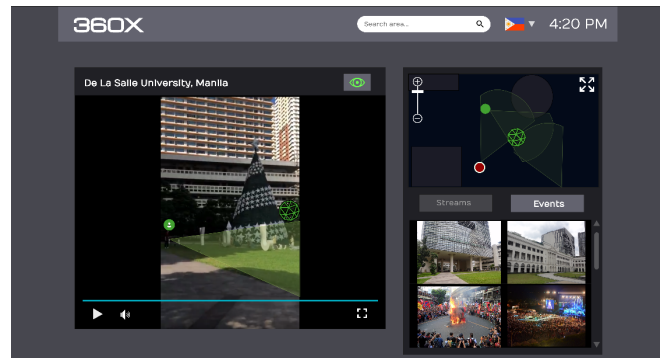 360X
Search area...
4:20 PM
De La Salle University, Manila
Streams
Events